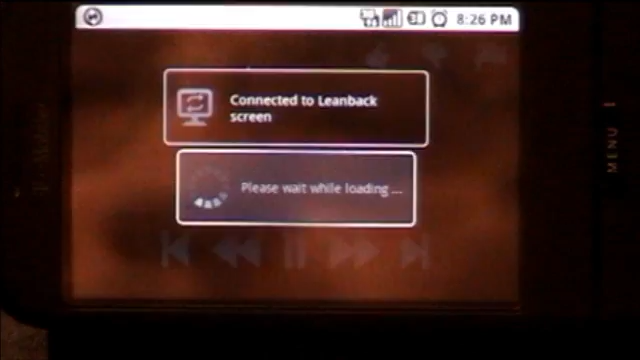 8:26 PM
Connected to Leanback
screen
Please wait while loading ...
MENU